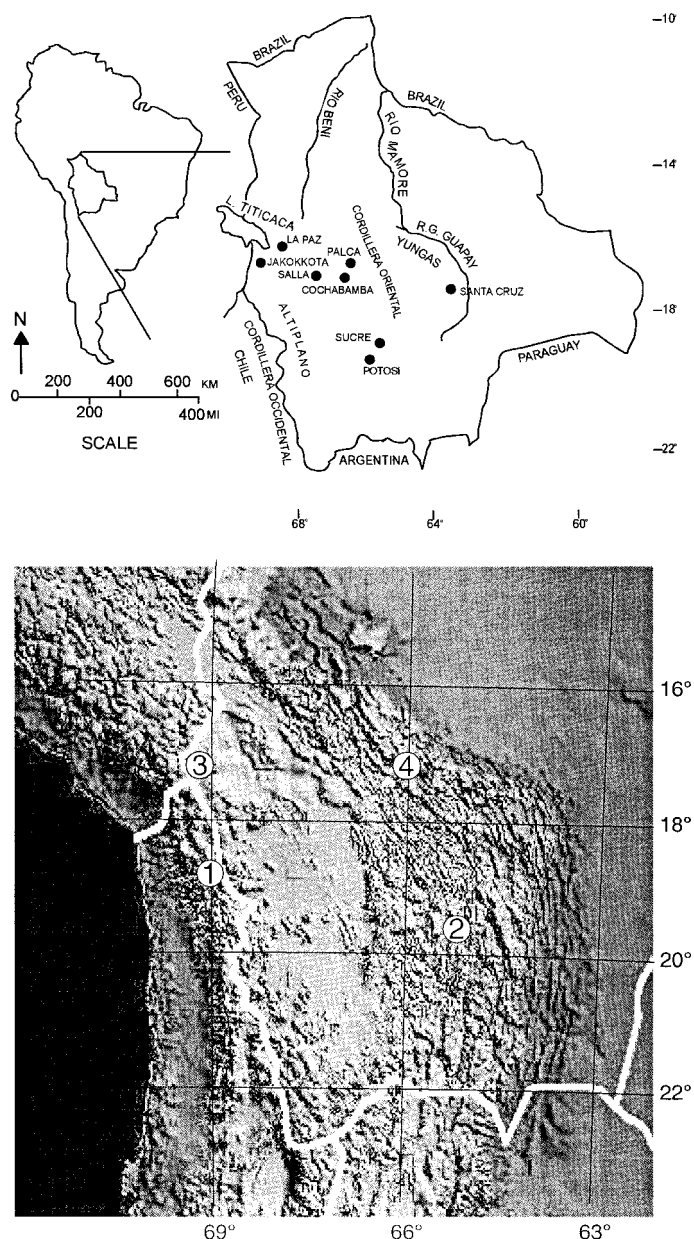 BRAZIL
−10°
PERU
RIO BENI
BRAZIL
RIO MAMORE
−14°
L. TITICACA
LA PAZ
CORDILLERA ORIENTAL
R.G. GUAPAY
YUNGAS
JAKOKKOTA
PALCA
SALLA
COCHABAMBA
SANTA CRUZ
−18°
N
ALTIPLANO
SUCRE
POTOSI
PARAGUAY
CORDILLERA OCCIDENTAL
CHILE
200 400 600 KM
0
200 400 MI
SCALE
ARGENTINA
−22°
68° 64° 60°
16°
3
4
18°
1
2
20°
22°
69° 66° 63°